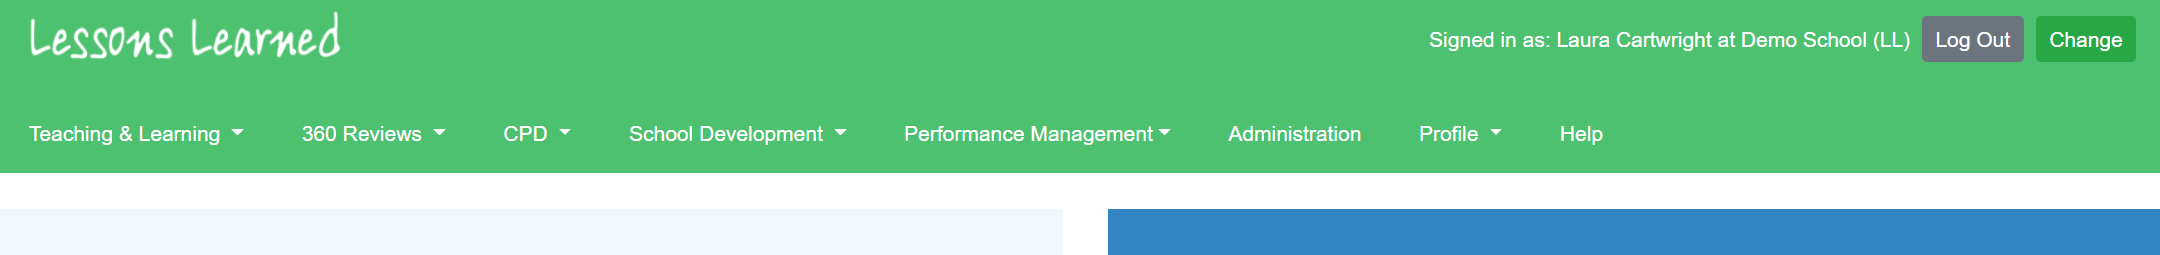 Lessons Learned
Signed in as: Laura Cartwright at Demo School (LL) Log Out Change
Teaching & Learning 360 Reviews CPD School Development Performance Management Administration Profile Help